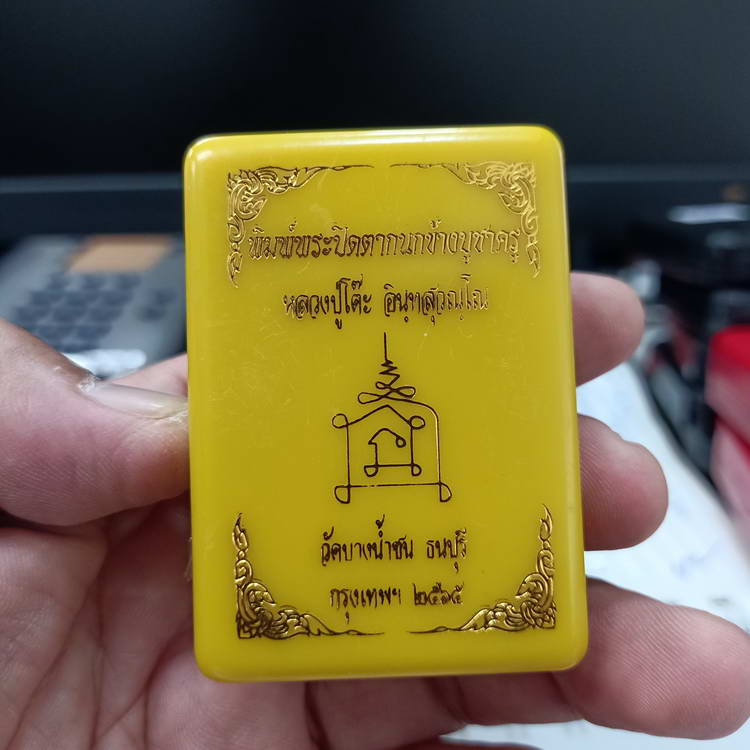 พิมพ์พระปิดตากนกข้างบูชาครู
หลวงปู่โต๊ะ อินฺทสุวณฺโณ
วัดบางน้ำชน ธนบุรี
กรุงเทพฯ ๒๕๖๕